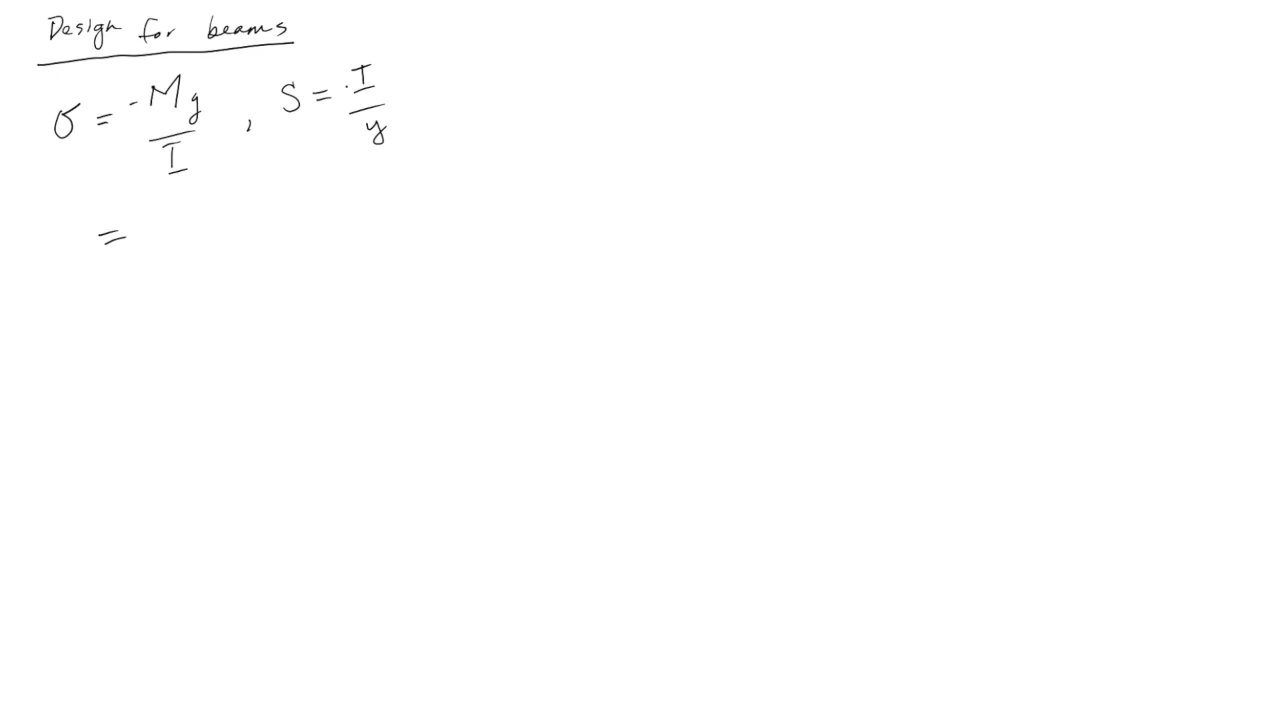 Design for beams
σ = -My/I , S = I/y
=